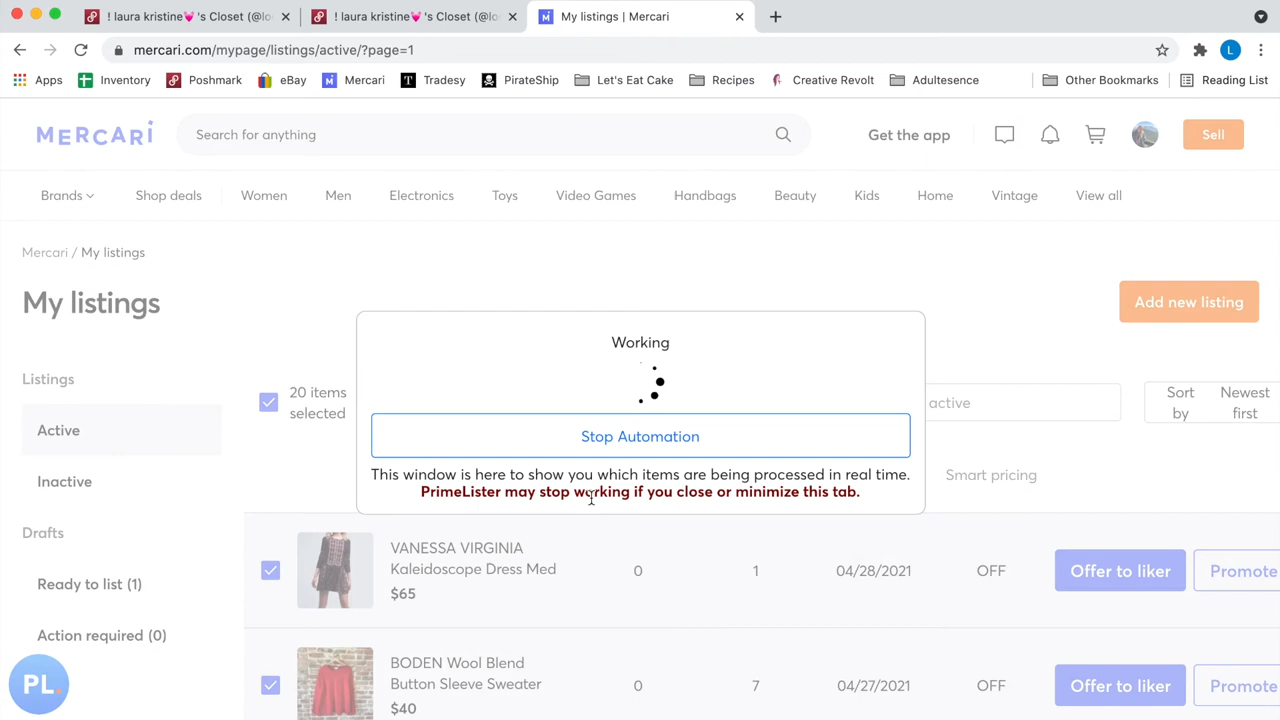 ! laura kristine💓's Closet (@lo
! laura kristine💓's Closet (@lo
My listings | Mercari
mercari.com/mypage/listings/active/?page=1
L
Apps
Inventory
Poshmark
eBay
Mercari
Tradesy
PirateShip
Let's Eat Cake
Recipes
Creative Revolt
Adultesence
Other Bookmarks
Reading List
MERCARI
Search for anything
Get the app
Sell
Brands
Shop deals
Women
Men
Electronics
Toys
Video Games
Handbags
Beauty
Kids
Home
Vintage
View all
Mercari / My listings
My listings
Add new listing
Listings
Active
Inactive
Drafts
Ready to list (1)
Action required (0)
20 items
selected
active
Sort
by
Newest
first
Smart pricing
Working
Stop Automation
This window is here to show you which items are being processed in real time.
PrimeLister may stop working if you close or minimize this tab.
VANESSA VIRGINIA
Kaleidoscope Dress Med
$65
0
1
04/28/2021
OFF
Offer to liker
Promote
BODEN Wool Blend
Button Sleeve Sweater
$40
0
7
04/27/2021
OFF
Offer to liker
Promote
PL.